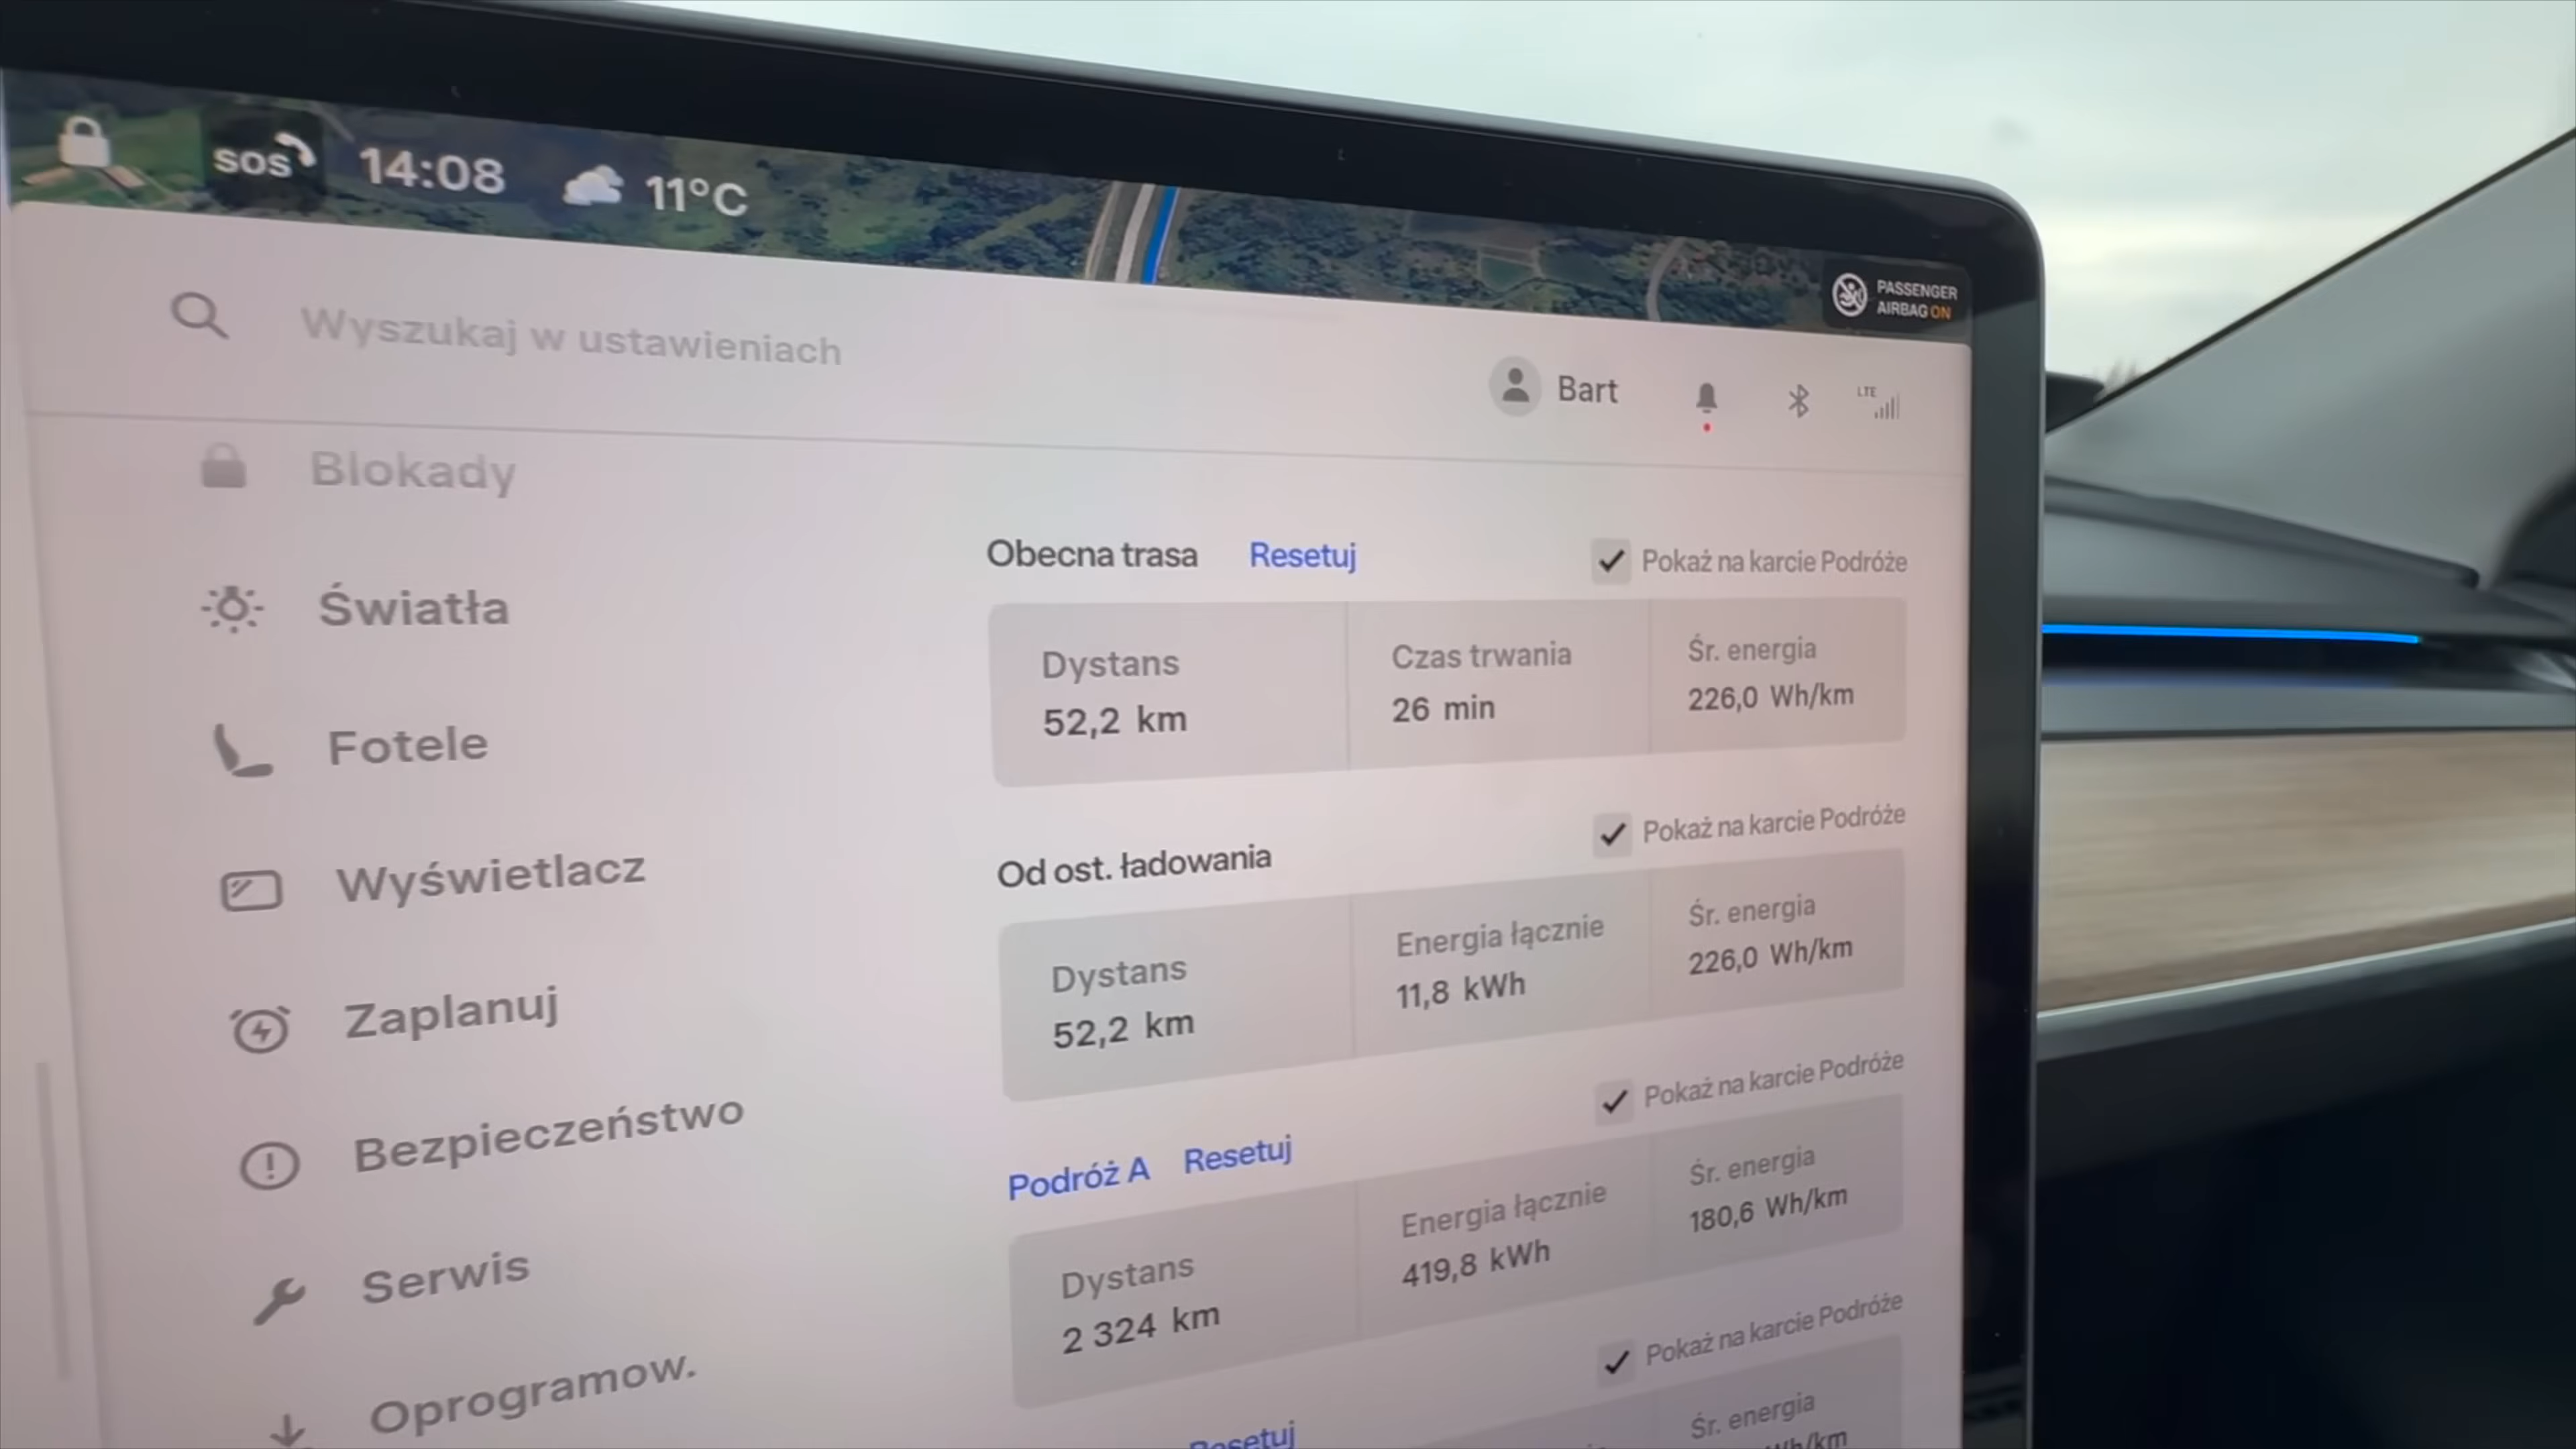 SOS 14:08 11°C
PASSENGER
AIRBAG ON
Wyszukaj w ustawieniach
Bart
LTE
Blokady
Światła
Fotele
Wyświetlacz
Zaplanuj
Bezpieczeństwo
Serwis
Oprogramow.
Obecna trasa Resetuj Pokaż na karcie Podróże
Dystans Czas trwania Śr. energia
52,2 km 26 min 226,0 Wh/km
Od ost. ładowania Pokaż na karcie Podróże
Dystans Energia łącznie Śr. energia
52,2 km 11,8 kWh 226,0 Wh/km
Podróż A Resetuj Pokaż na karcie Podróże
Dystans Energia łącznie Śr. energia
2 324 km 419,8 kWh 180,6 Wh/km
Resetuj Pokaż na karcie Podróże
Śr. energia
Wh/km